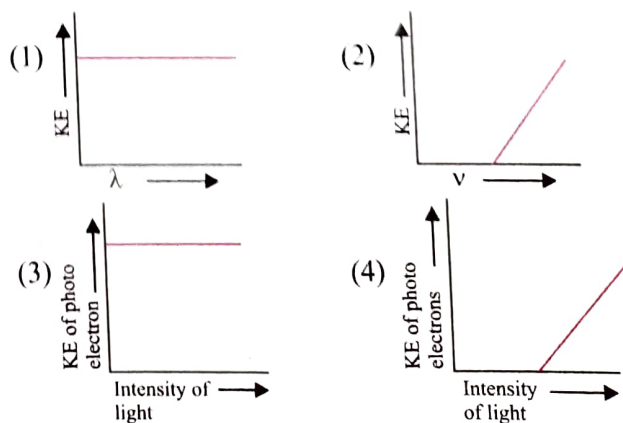 (1)
KE
λ
(2)
KE
ν
(3)
KE of photo
electron
Intensity of
light
(4)
KE of photo
electrons
Intensity
of light